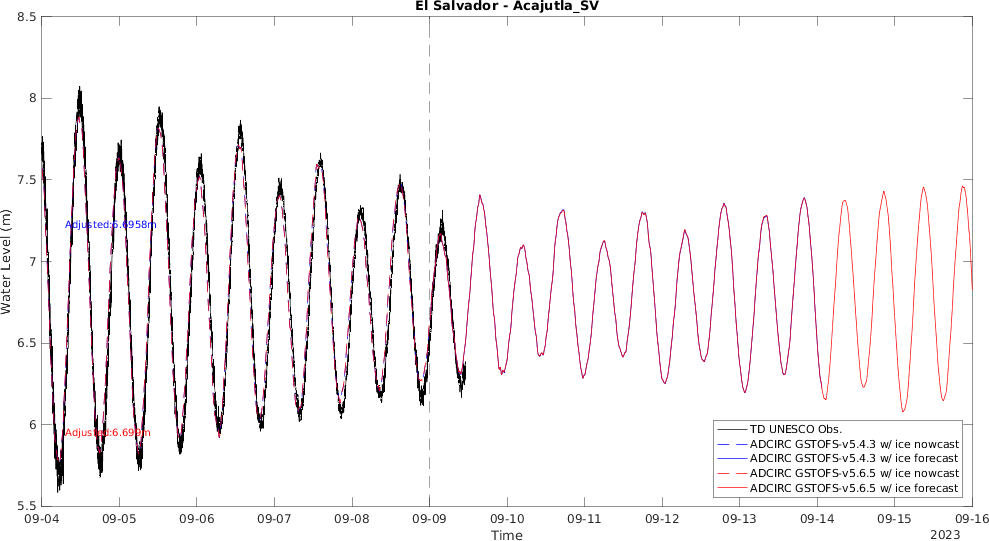 El Salvador - Acajutla_SV
8.5
8
7.5
7
6.5
6
5.5
Water Level (m)
Adjusted:6.6958m
Adjusted:6.699m
TD UNESCO Obs.
ADCIRC GSTOFS-v5.4.3 w/ ice nowcast
ADCIRC GSTOFS-v5.4.3 w/ ice forecast
ADCIRC GSTOFS-v5.6.5 w/ ice nowcast
ADCIRC GSTOFS-v5.6.5 w/ ice forecast
09-04 09-05 09-06 09-07 09-08 09-09 09-10 09-11 09-12 09-13 09-14 09-15 09-16
Time
2023